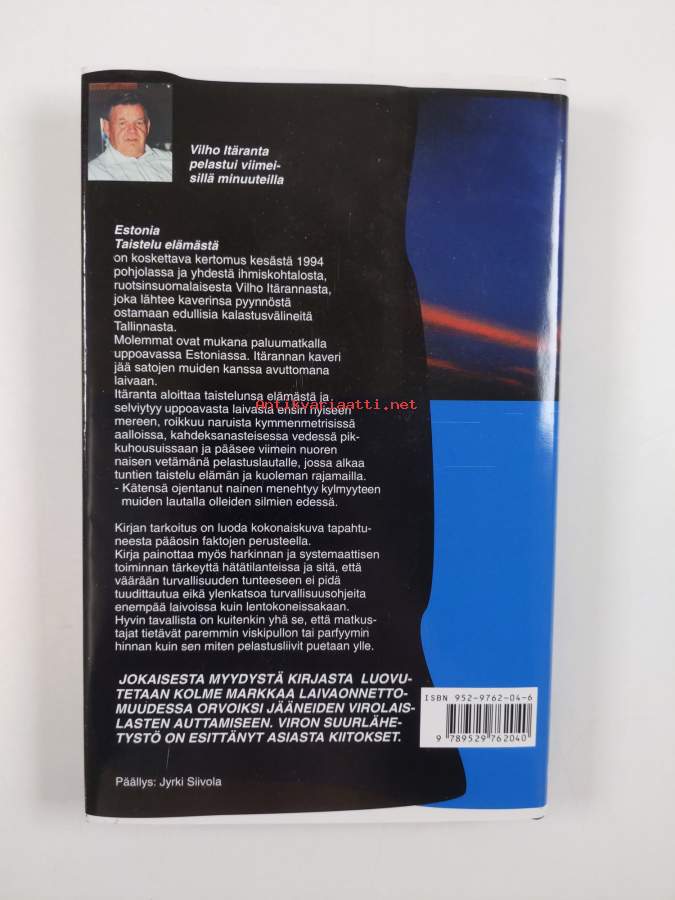 Vilho Itäranta
pelastui viimei-
sillä minuuteilla
Estonia
Taistelu elämästä
on koskettava kertomus kesästä 1994
pohjolassa ja yhdestä ihmiskohtalosta,
ruotsinsuomalaisesta Vilho Itärannasta,
joka lähtee kaverinsa pyynnöstä
ostamaan edullisia kalastusvälineitä
Tallinnasta.
Molemmat ovat mukana paluumatkalla
uppoavassa Estoniassa. Itärannan kaveri
jää satojen muiden kanssa avuttomana
laivaan.
Itäranta aloittaa taistelunsa elämästä ja
selviytyy uppoavasta laivasta ensin hyiseen
mereen, roikkuu naruista kymmenmetrisissä
aalloissa, kahdeksanasteisessa vedessä pik-
kuhousuissaan ja pääsee viimein nuoren
naisen vetämänä pelastuslautalle, jossa alkaa
tuntien taistelu elämän ja kuoleman rajamailla.
- Kätensä ojentanut nainen menehtyy kylmyyteen
muiden lautalla olleiden silmien edessä.
Kirjan tarkoitus on luoda kokonaiskuva tapahtu-
neesta pääosin faktojen perusteella.
Kirja painottaa myös harkinnan ja systemaattisen
toiminnan tärkeyttä hätätilanteissa ja sitä, että
väärään turvallisuuden tunteeseen ei pidä
tuudittautua eikä ylenkatsoa turvallisuusohjeita
enempää laivoissa kuin lentokoneissakaan.
Hyvin tavallista on kuitenkin yhä se, että matkus-
tajat tietävät paremmin viskipullon tai parfyymin
hinnan kuin sen miten pelastusliivit puetaan ylle.
JOKAISESTA MYYDYSTÄ KIRJASTA LUOVU-
TETAAN KOLME MARKKAA LAIVAONNETTO-
MUUDESSA ORVOIKSI JÄÄNEIDEN VIROLAIS-
LASTEN AUTTAMISEEN. VIRON SUURLÄHE-
TYSTÖ ON ESITTÄNYT ASIASTA KIITOKSET.
Päällys: Jyrki Siivola
ISBN 952-9762-04-6
9 789529 762040
Antikvariaatti.net